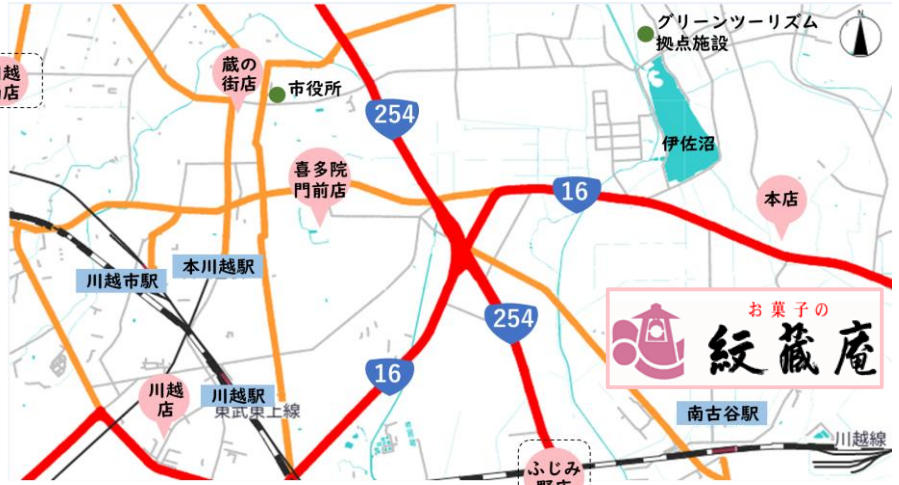 グリーンツーリズム
拠点施設
N
蔵の
街店
市役所
254
伊佐沼
喜多院
門前店
16
本店
川越市駅
本川越駅
お菓子の
紋蔵庵
254
16
川越
店
川越駅
東武東上線
南古谷駅
川越線
ふじみ